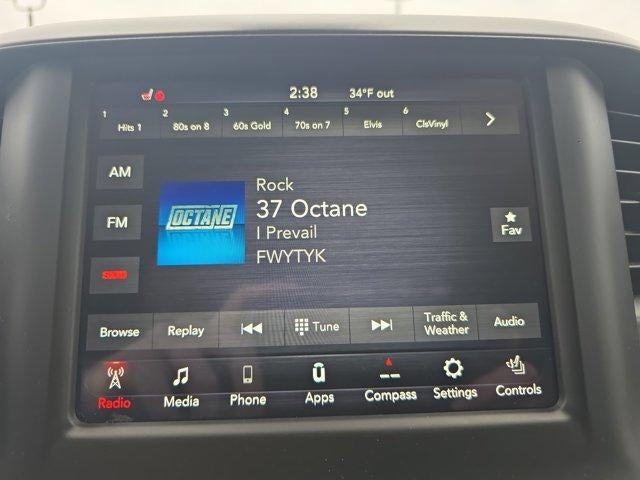 2:38 34°F out
1 Hits 1 2 80s on 8 3 60s Gold 4 70s on 7 5 Elvis 6 ClsVinyl
AM
FM
SXM
OCTANE
Rock
37 Octane
I Prevail
FWYTYK
Fav
Browse Replay Tune Traffic & Weather Audio
Radio Media Phone Apps Compass Settings Controls